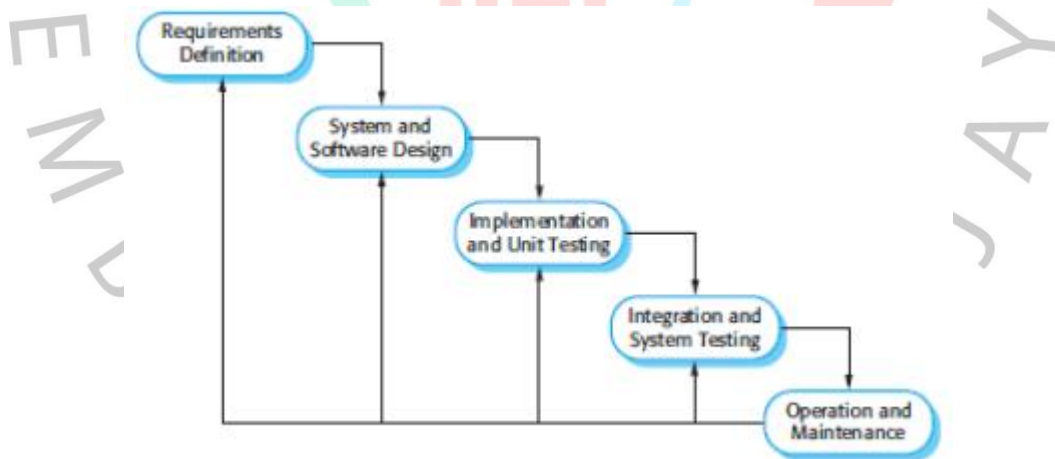 Requirements
Definition
System and
Software Design
Implementation
and Unit Testing
Integration and
System Testing
Operation and
Maintenance
J A Y